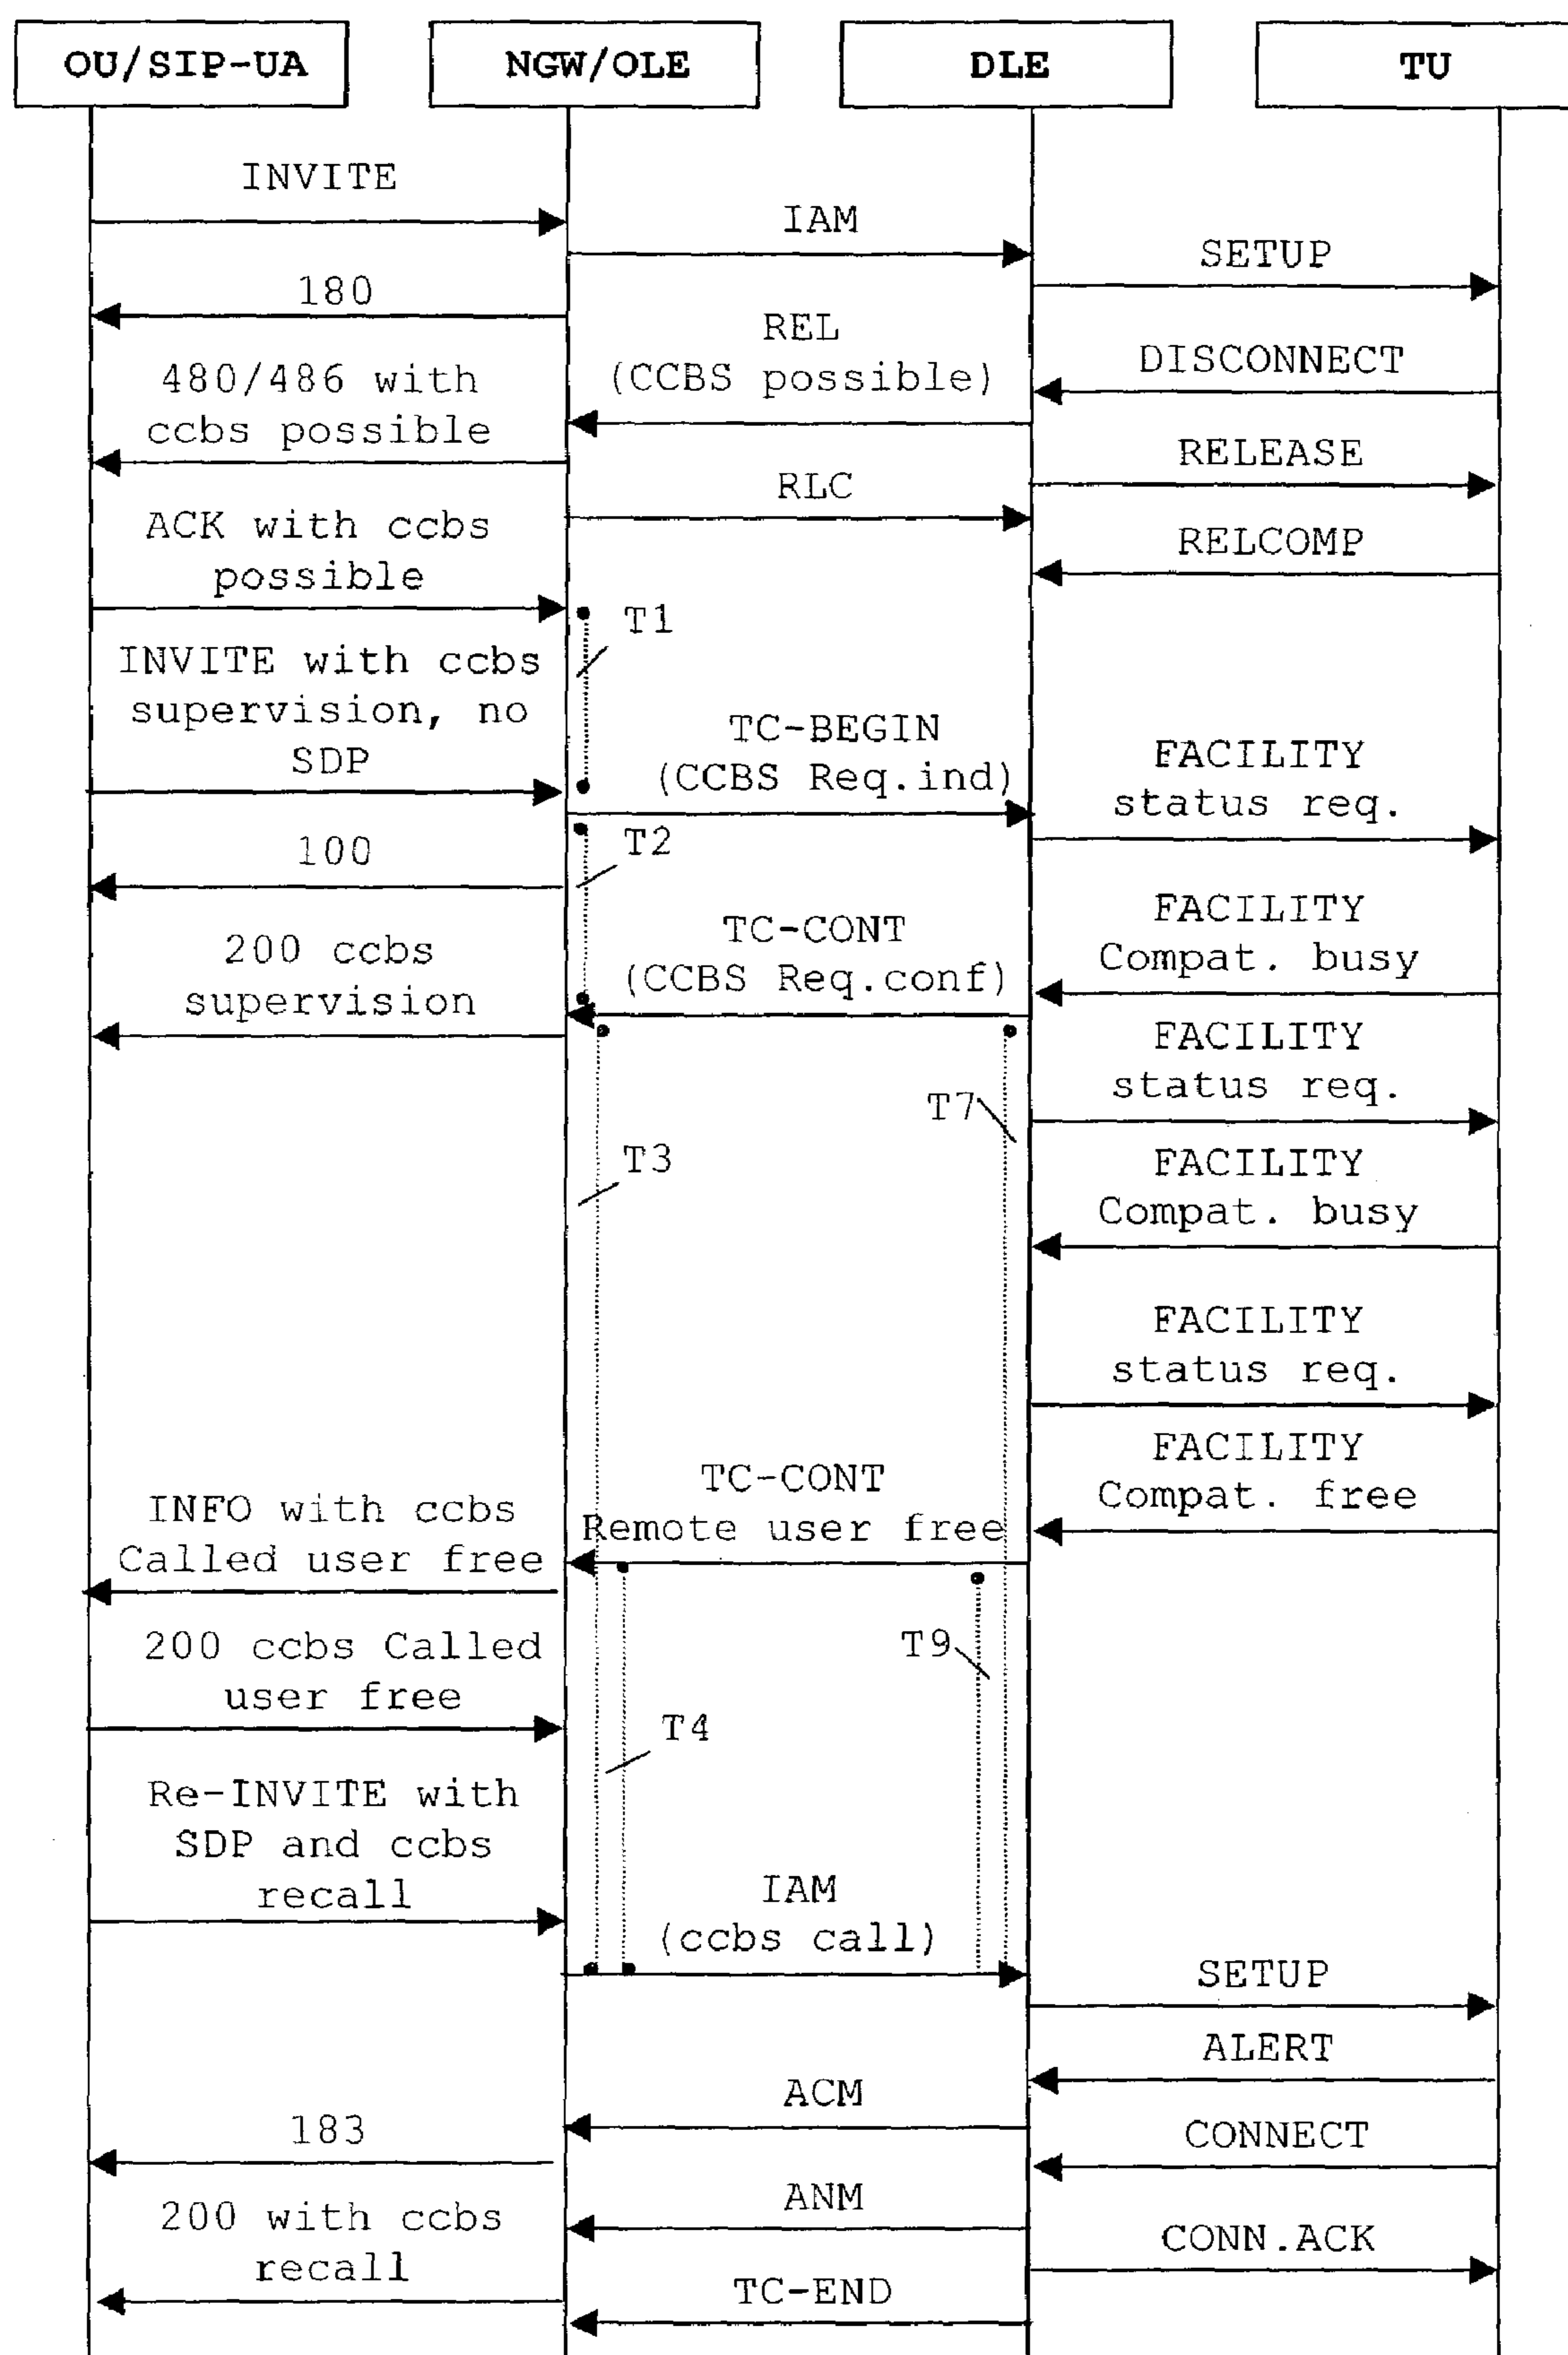 OU/SIP-UA
NGW/OLE
DLE
TU
INVITE
IAM
SETUP
180
REL
(CCBS possible)
DISCONNECT
480/486 with
ccbs possible
RELEASE
RLC
ACK with ccbs
possible
RELCOMP
T1
INVITE with ccbs
supervision, no
SDP
TC-BEGIN
(CCBS Req.ind)
FACILITY
status req.
T2
100
FACILITY
Compat. busy
TC-CONT
(CCBS Req.conf)
200 ccbs
supervision
FACILITY
status req.
T7
T3
FACILITY
Compat. busy
FACILITY
status req.
FACILITY
Compat. free
TC-CONT
Remote user free
INFO with ccbs
Called user free
200 ccbs Called
user free
T9
T4
Re-INVITE with
SDP and ccbs
recall
IAM
(ccbs call)
SETUP
ALERT
ACM
183
CONNECT
ANM
200 with ccbs
recall
CONN.ACK
TC-END